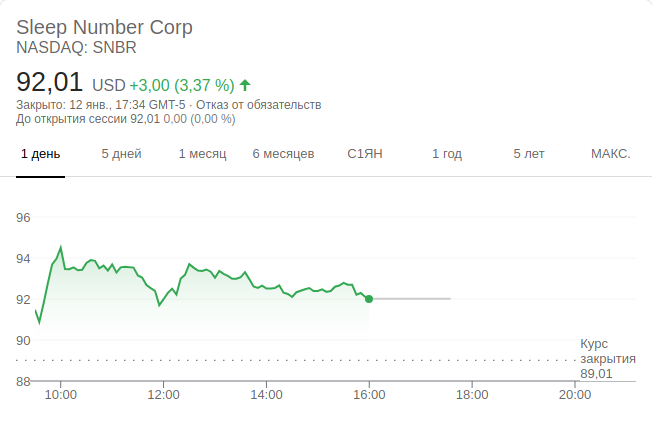 Sleep Number Corp
NASDAQ: SNBR
92,01 USD +3,00 (3,37 %)
Закрыто: 12 янв., 17:34 GMT-5 · Отказ от обязательств
До открытия сессии 92,01 0,00 (0,00 %)
1 день 5 дней 1 месяц 6 месяцев С1ЯН 1 год 5 лет МАКС.
96
94
92
90
Курс
закрытия
89,01
88
10:00 12:00 14:00 16:00 18:00 20:00